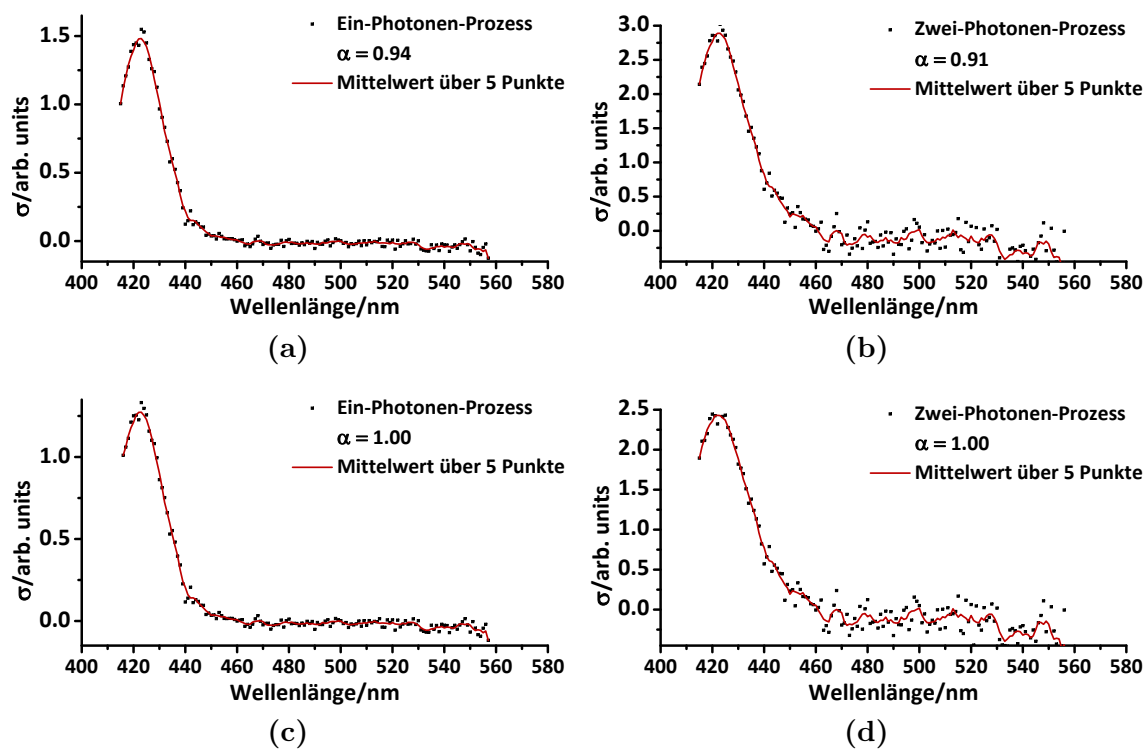 Ein-Photonen-Prozess
α = 0.94
Mittelwert über 5 Punkte
σ/arb. units
1.5
1.0
0.5
0.0
400 420 440 460 480 500 520 540 560 580
Wellenlänge/nm
(a)
Zwei-Photonen-Prozess
α = 0.91
Mittelwert über 5 Punkte
σ/arb. units
3.0
2.5
2.0
1.5
1.0
0.5
0.0
400 420 440 460 480 500 520 540 560 580
Wellenlänge/nm
(b)
Ein-Photonen-Prozess
α = 1.00
Mittelwert über 5 Punkte
σ/arb. units
1.0
0.5
0.0
400 420 440 460 480 500 520 540 560 580
Wellenlänge/nm
(c)
Zwei-Photonen-Prozess
α = 1.00
Mittelwert über 5 Punkte
σ/arb. units
2.5
2.0
1.5
1.0
0.5
0.0
400 420 440 460 480 500 520 540 560 580
Wellenlänge/nm
(d)